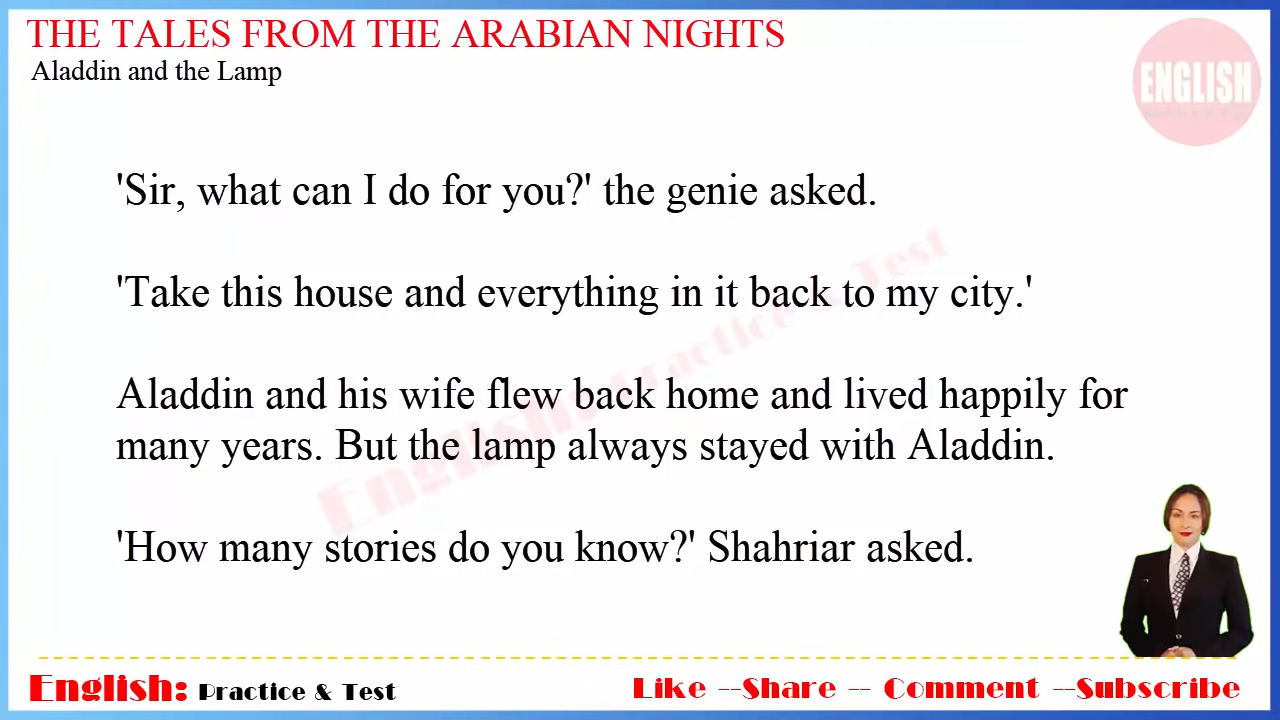 THE TALES FROM THE ARABIAN NIGHTS
Aladdin and the Lamp
ENGLISH
'Sir, what can I do for you?' the genie asked.
'Take this house and everything in it back to my city.'
Aladdin and his wife flew back home and lived happily for
many years. But the lamp always stayed with Aladdin.
'How many stories do you know?' Shahriar asked.
English: Practice & Test
English: Practice & Test
Like --Share -- Comment --Subscribe